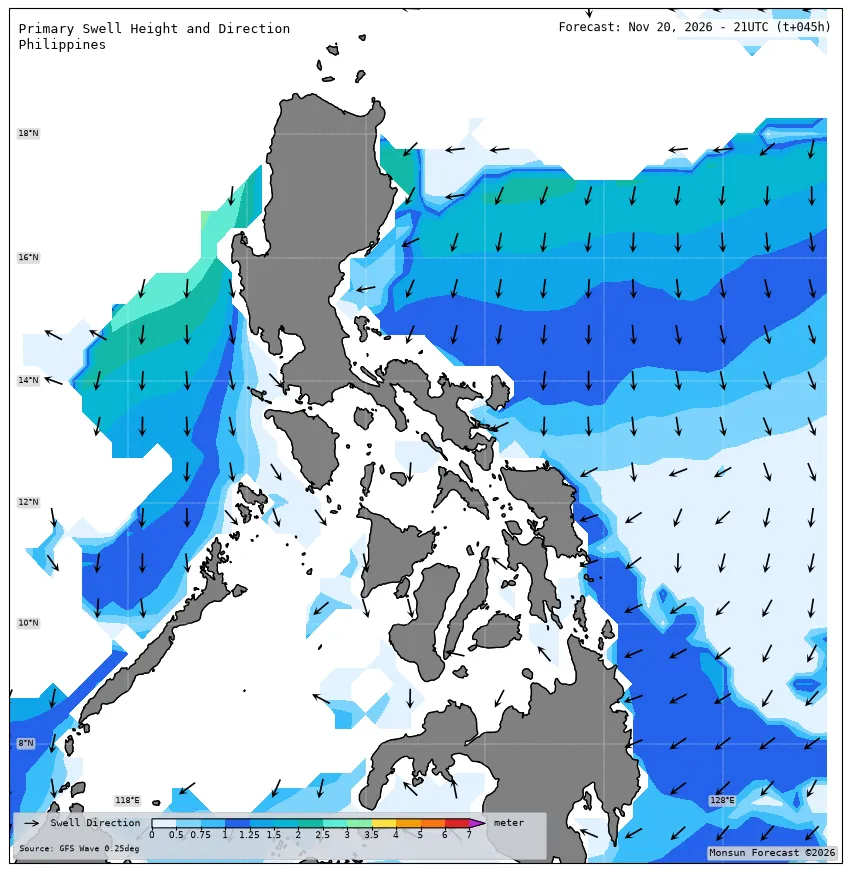 Primary Swell Height and Direction
Philippines
Forecast: Nov 20, 2026 - 21UTC (t+045h)
18°N
16°N
14°N
12°N
10°N
8°N
118°E
128°E
Swell Direction
0 0.5 0.75 1 1.25 1.5 2 2.5 3 3.5 4 5 6 7
meter
Source: GFS Wave 0.25deg
Monsun Forecast ©2026